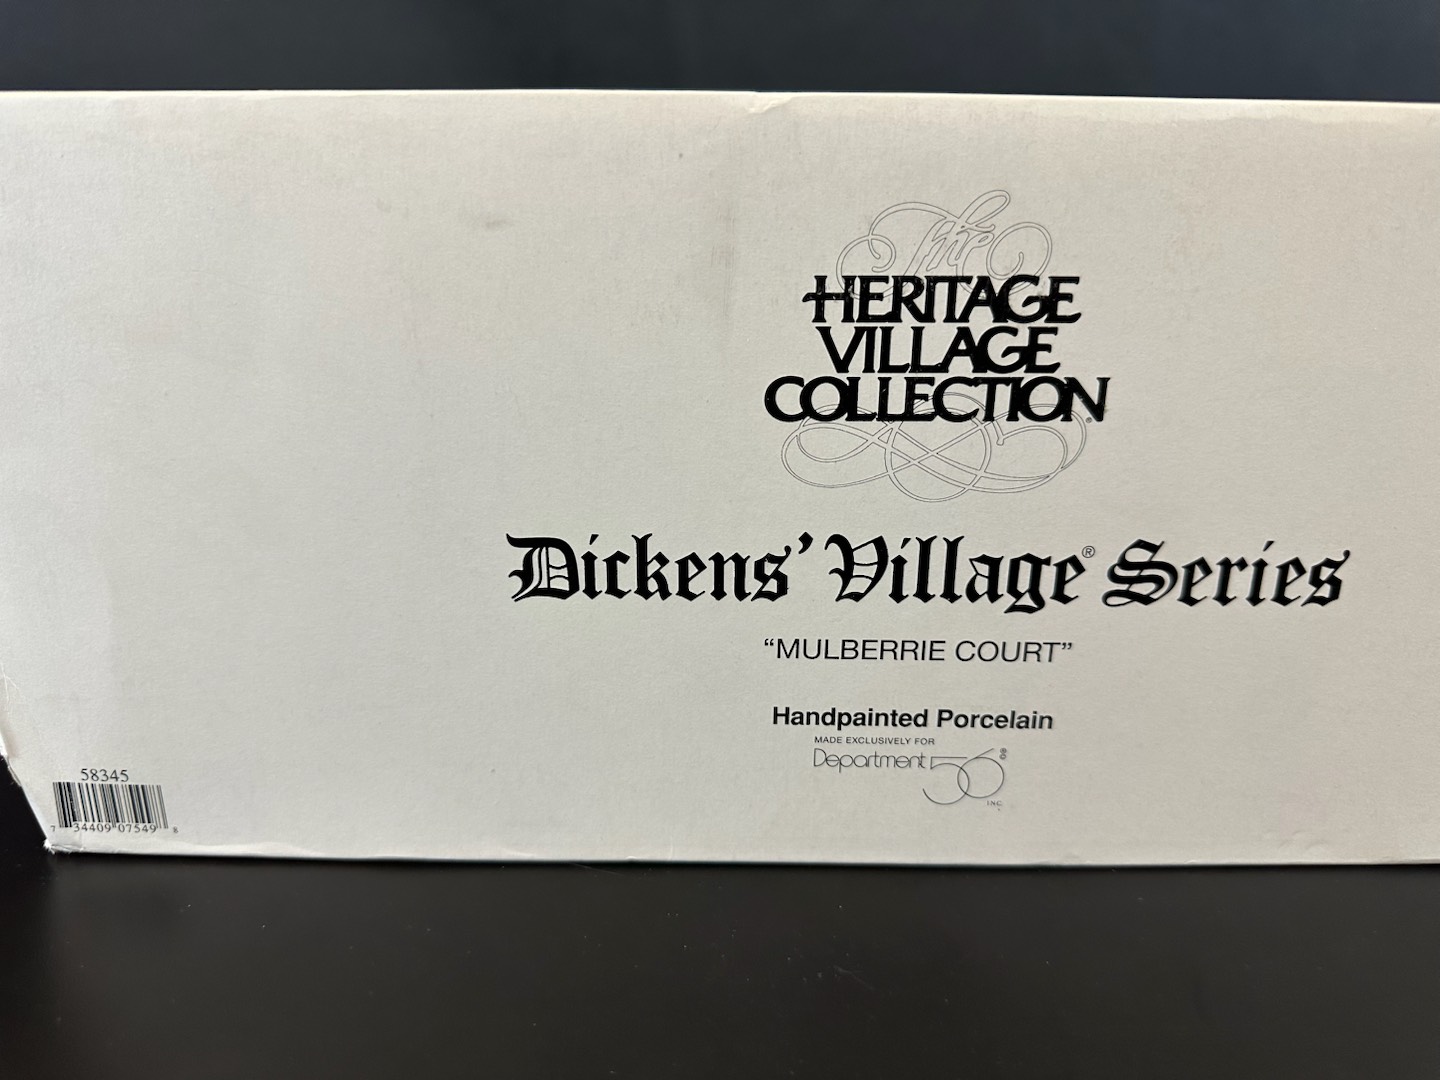 The
HERITAGE
VILLAGE
COLLECTION®
Dickens' Village® Series
“MULBERRIE COURT”
Handpainted Porcelain
MADE EXCLUSIVELY FOR
Department 56®
INC.
58345
7 34409 07549 8